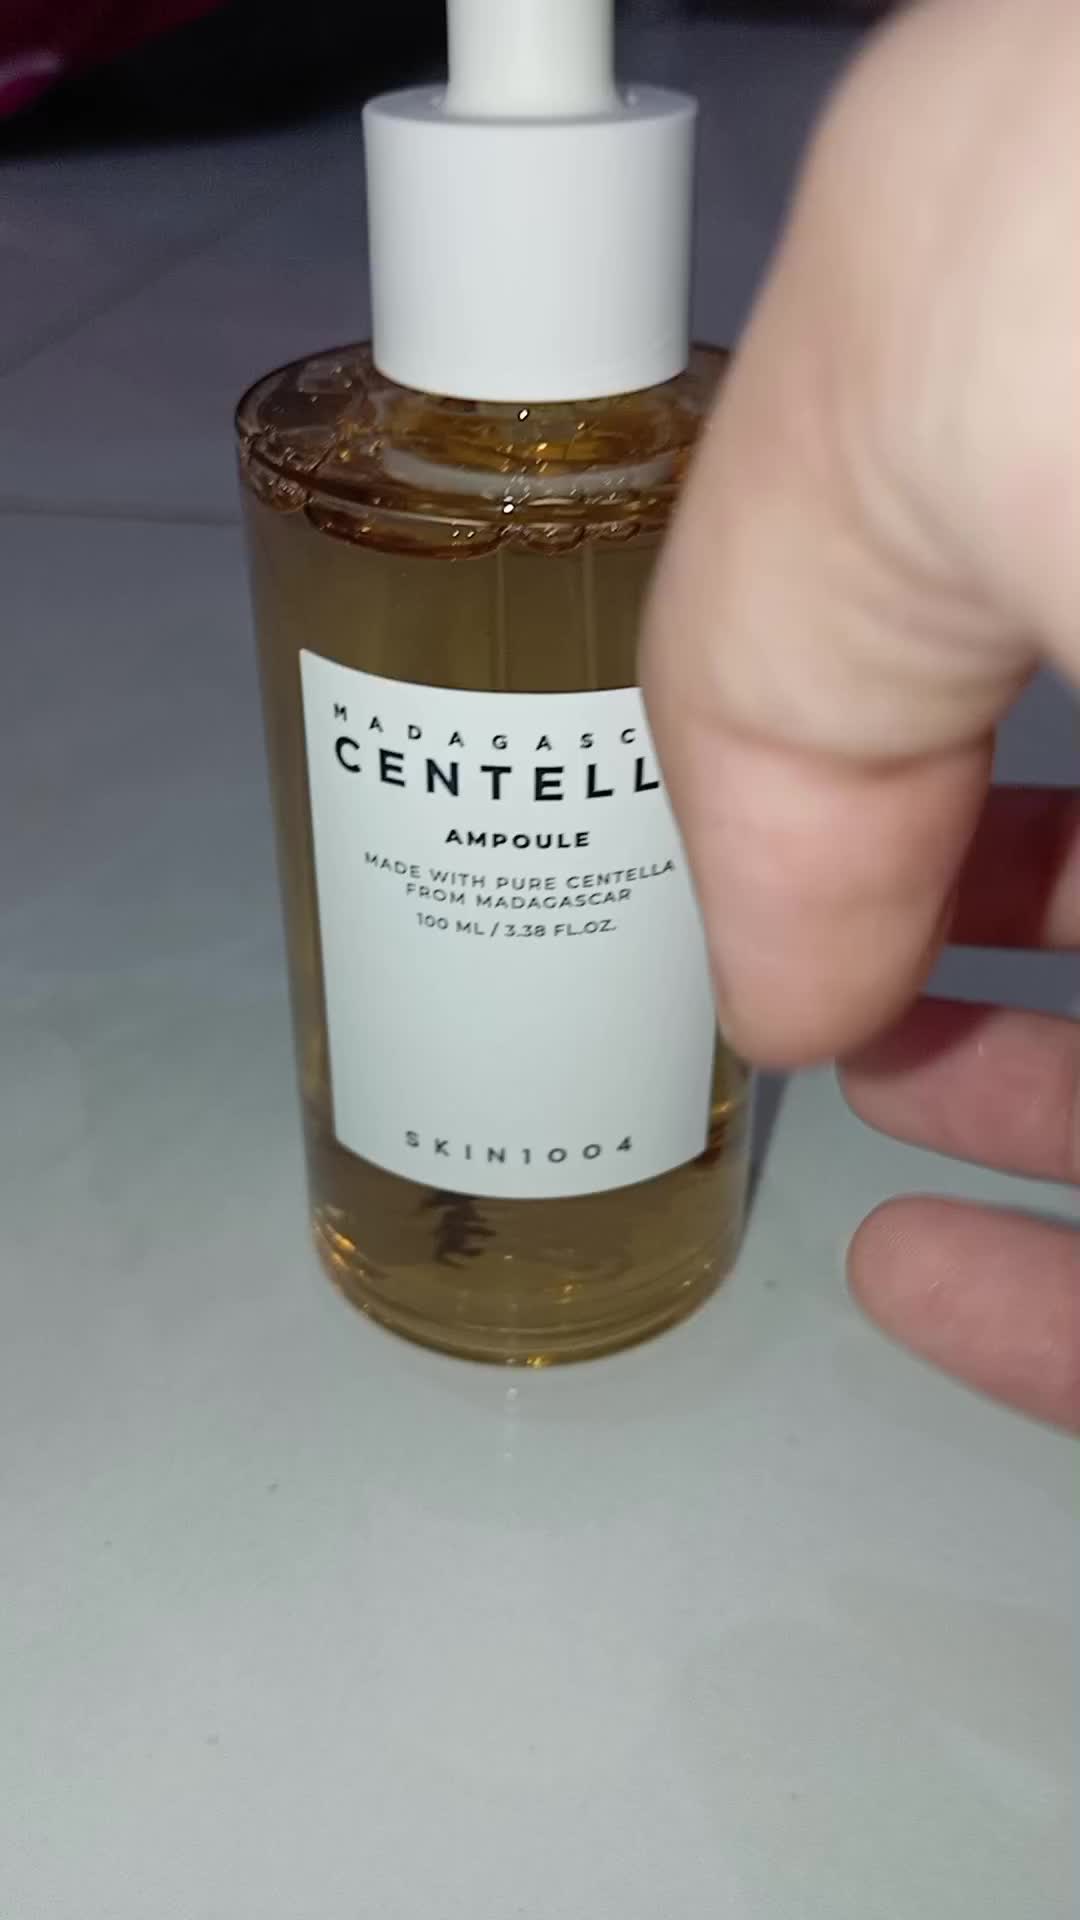 MADAGASC
CENTELL
AMPOULE
MADE WITH PURE CENTELLA
FROM MADAGASCAR
100 ML / 3.38 FL.OZ.
SKIN1004